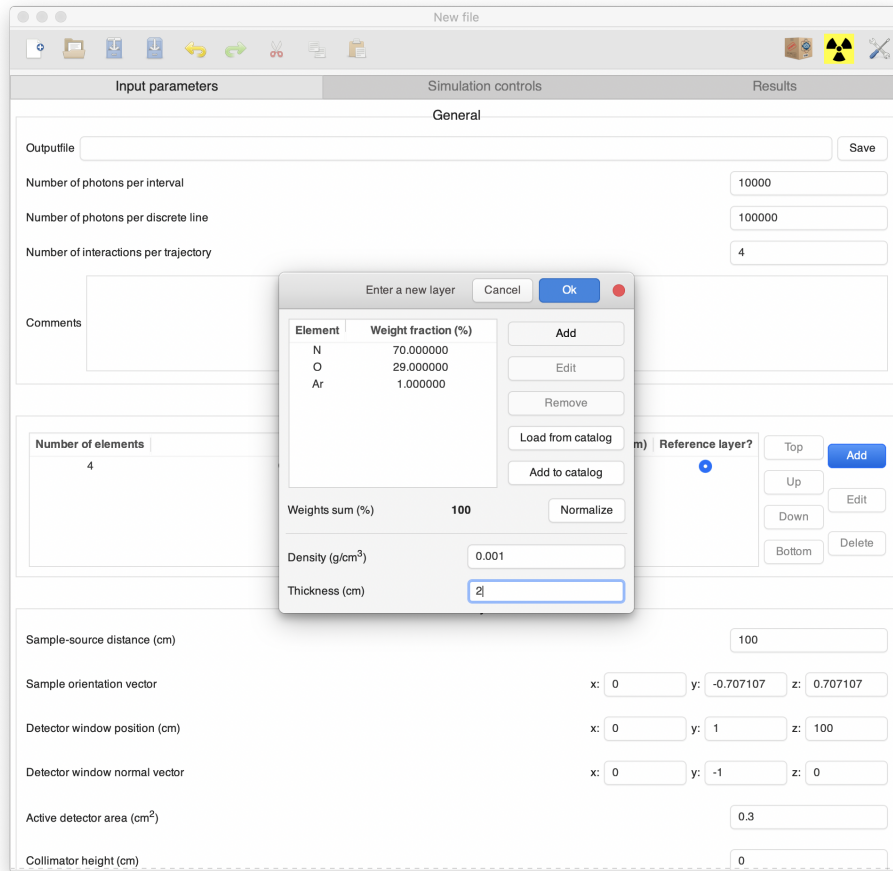 New file
Input parameters Simulation controls Results
General
Outputfile Save
Number of photons per interval 10000
Number of photons per discrete line 100000
Number of interactions per trajectory 4
Comments
Enter a new layer Cancel Ok
Element Weight fraction (%)
N 70.000000
O 29.000000
Ar 1.000000
Add
Edit
Remove
Load from catalog
Add to catalog
Weights sum (%) 100 Normalize
Density (g/cm³) 0.001
Thickness (cm) 2
Number of elements m) Reference layer?
4
Top
Up
Down
Bottom
Add
Edit
Delete
Sample-source distance (cm) 100
Sample orientation vector x: 0 y: -0.707107 z: 0.707107
Detector window position (cm) x: 0 y: 1 z: 100
Detector window normal vector x: 0 y: -1 z: 0
Active detector area (cm²) 0.3
Collimator height (cm) 0